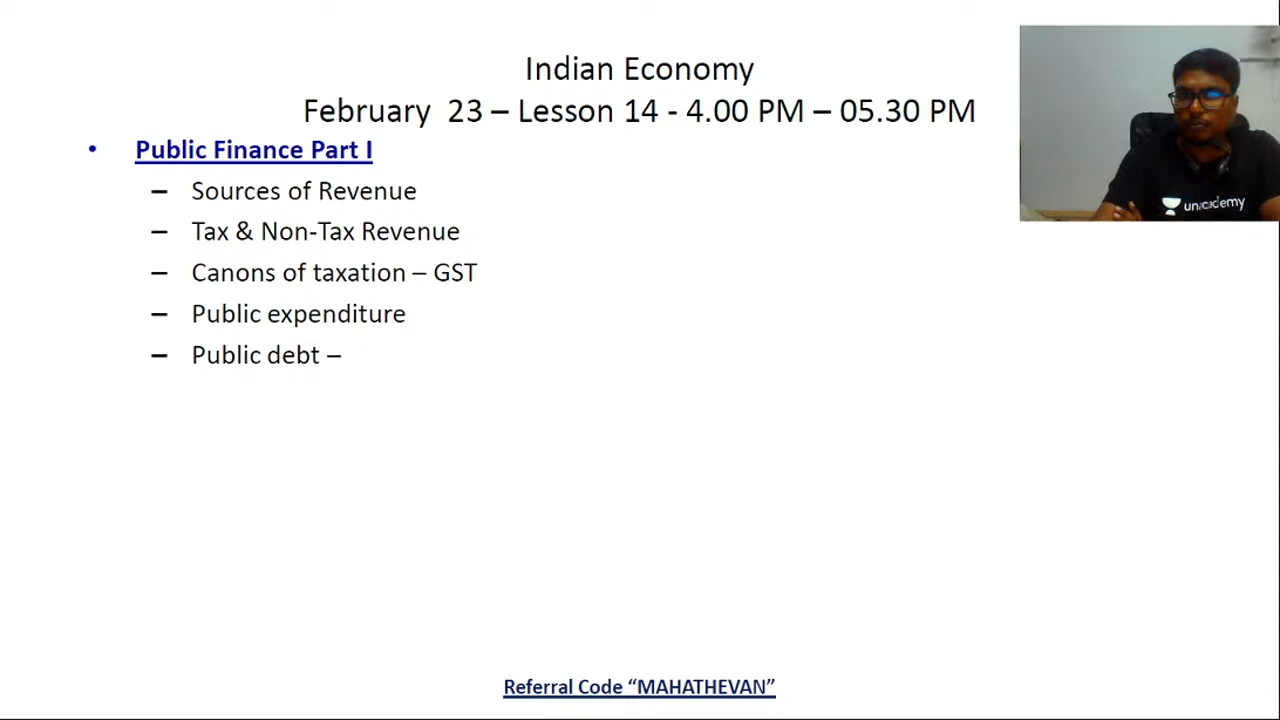 Indian Economy
February 23 – Lesson 14 - 4.00 PM – 05.30 PM
• Public Finance Part I
– Sources of Revenue
– Tax & Non-Tax Revenue
– Canons of taxation – GST
– Public expenditure
– Public debt –
unacademy
Referral Code “MAHATHEVAN”